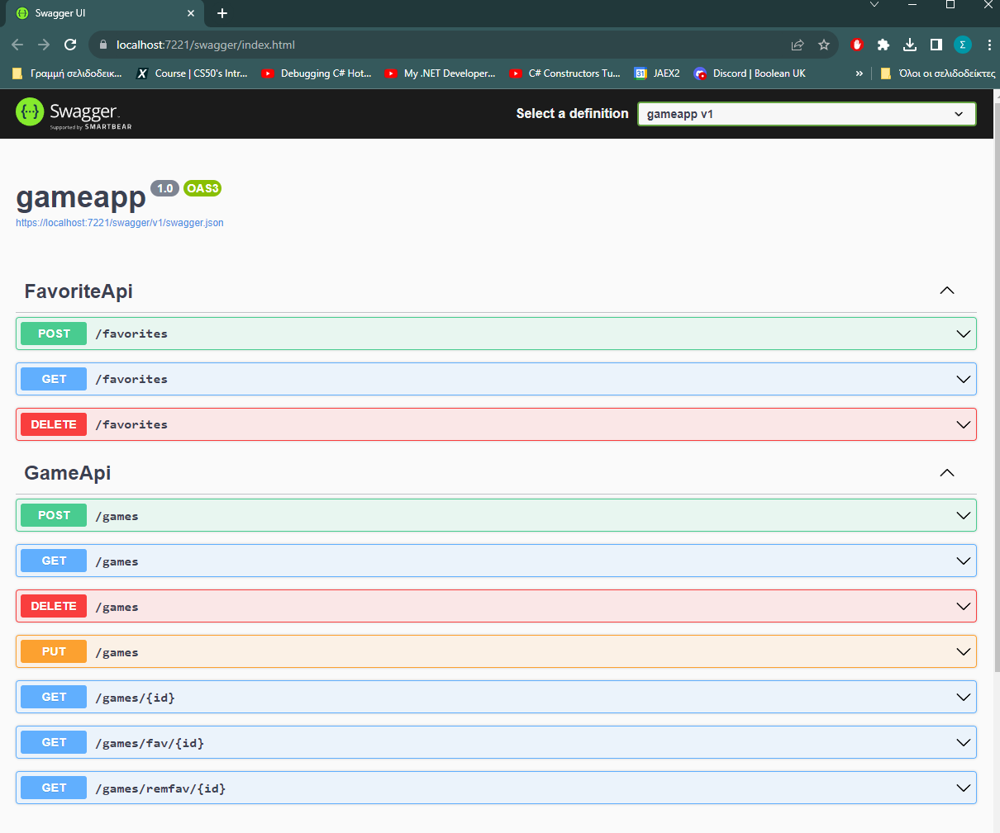 Swagger UI
localhost:7221/swagger/index.html
Σ
Γραμμή σελιδοδεικ...
Course | CS50's Intr...
Debugging C# Hot...
My .NET Developer...
C# Constructors Tu...
31
JAEX2
Discord | Boolean UK
»
Όλοι οι σελιδοδείκτες
{...} Swagger.
Supported by SMARTBEAR
Select a definition
gameapp v1
gameapp 1.0 OAS3
https://localhost:7221/swagger/v1/swagger.json
FavoriteApi
POST /favorites
GET /favorites
DELETE /favorites
GameApi
POST /games
GET /games
DELETE /games
PUT /games
GET /games/{id}
GET /games/fav/{id}
GET /games/remfav/{id}